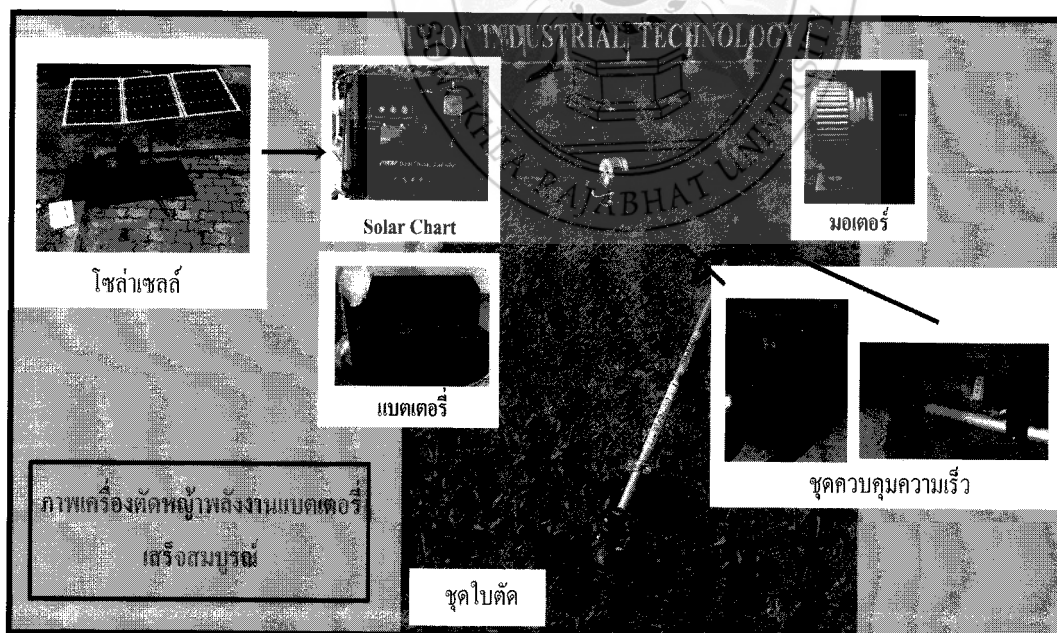 OF INDUSTRIAL TECHNOLOGY
SONGKHLA RAJABHAT UNIVERSITY
โซล่าเซลล์
Solar Chart
แบตเตอรี่
มอเตอร์
ชุดควบคุมความเร็ว
ภาพเครื่องตัดหญ้าพลังงานแบตเตอรี่
เสร็จสมบูรณ์
ชุดใบตัด